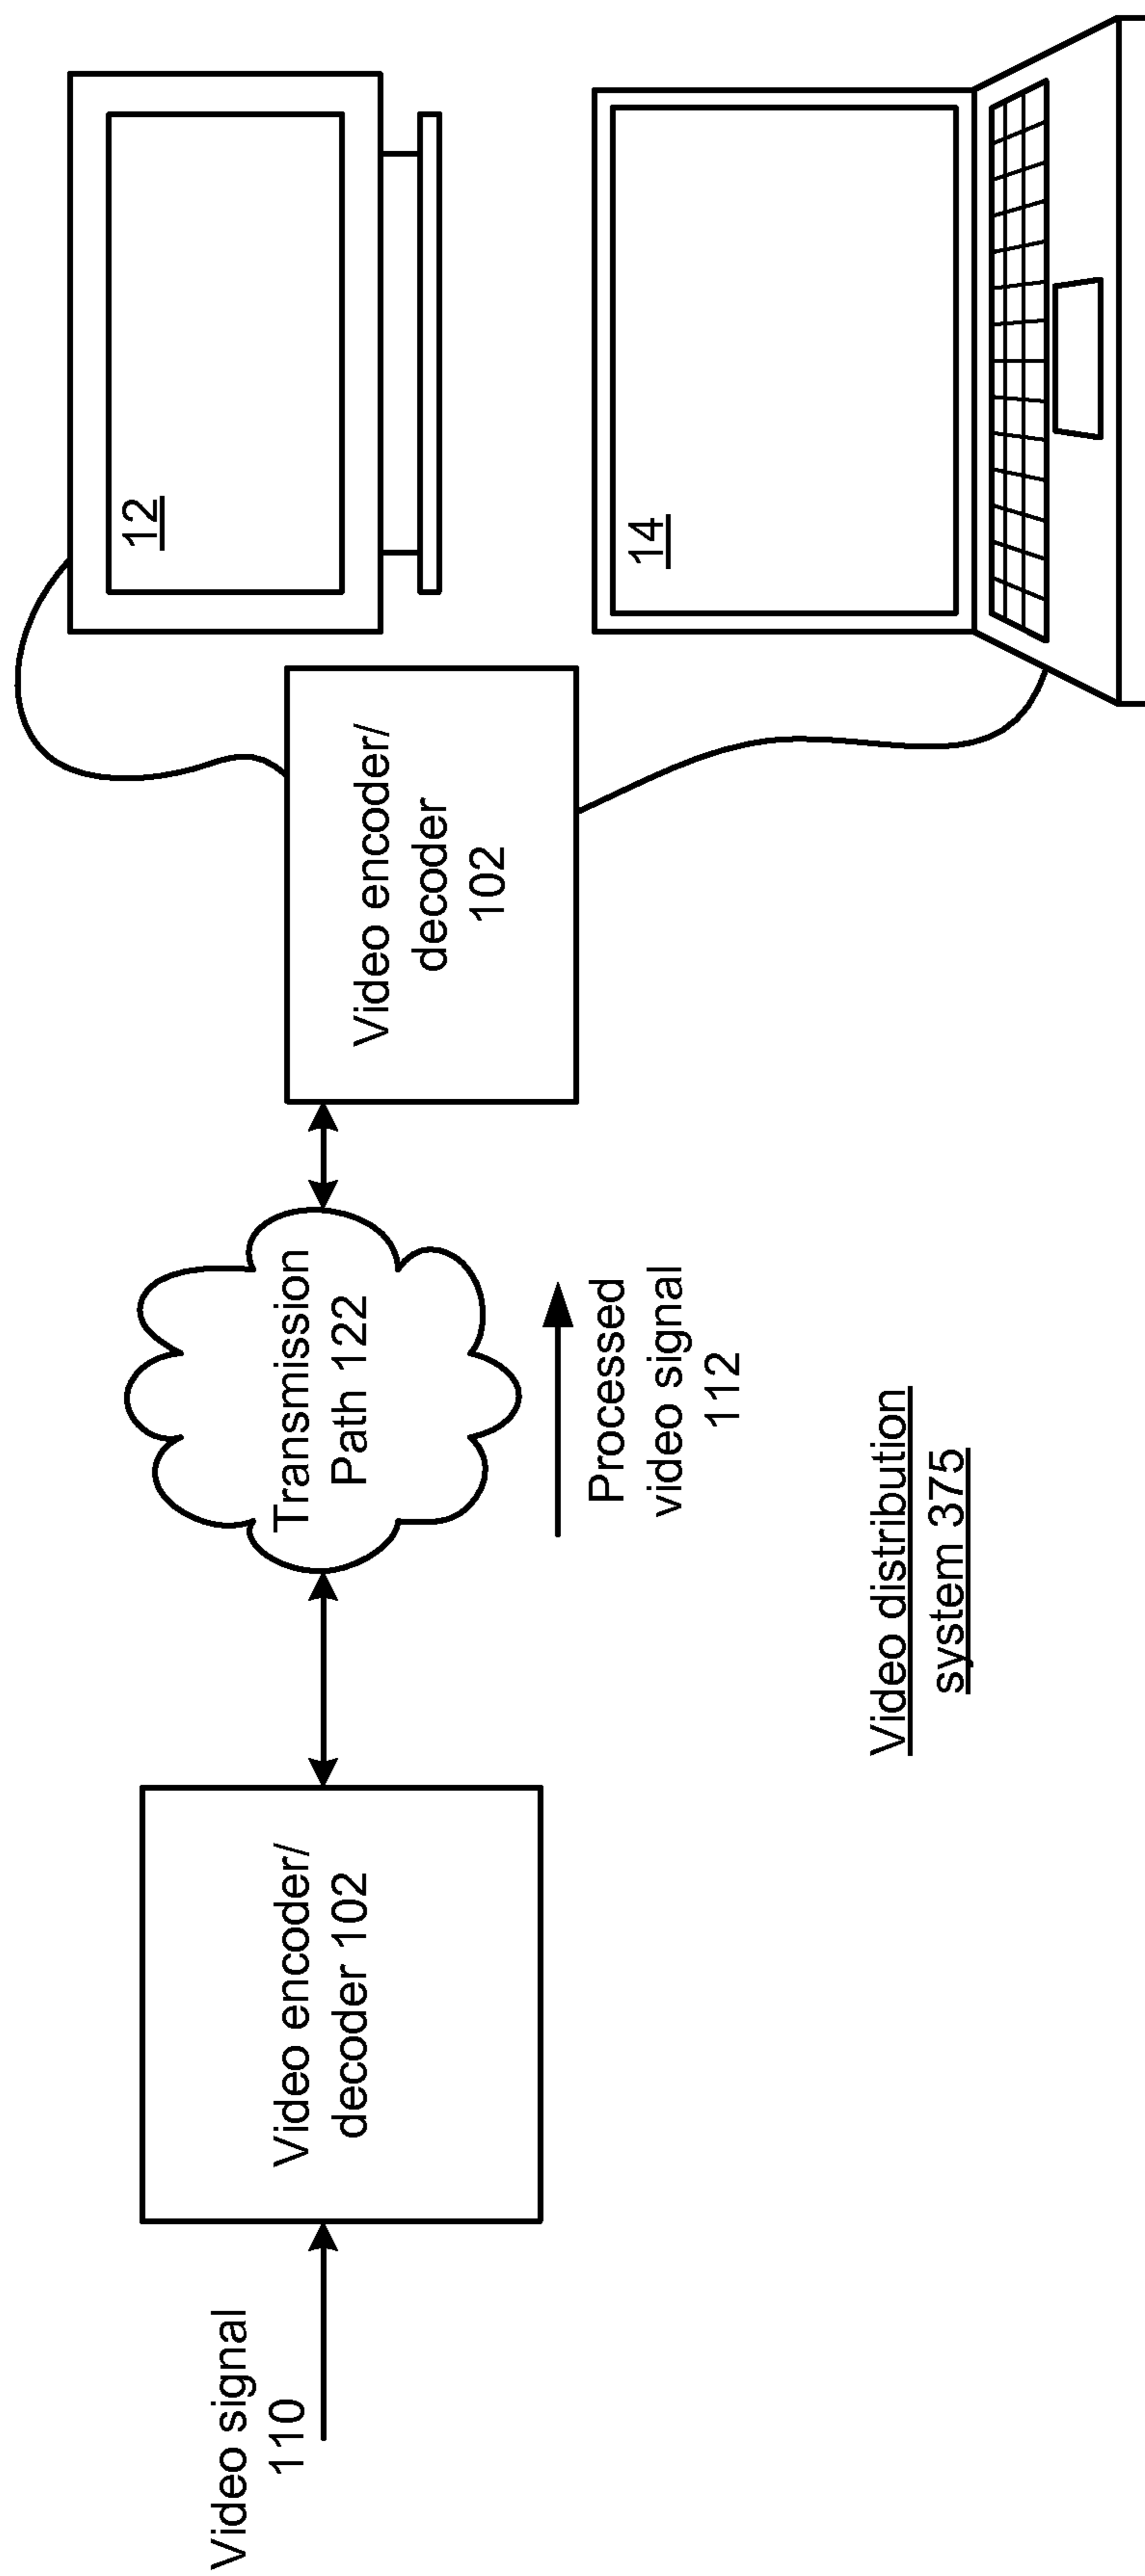 Video signal
110
Video encoder/
decoder 102
Transmission
Path 122
Processed
video signal
112
Video encoder/
decoder
102
12
14
Video distribution
system 375